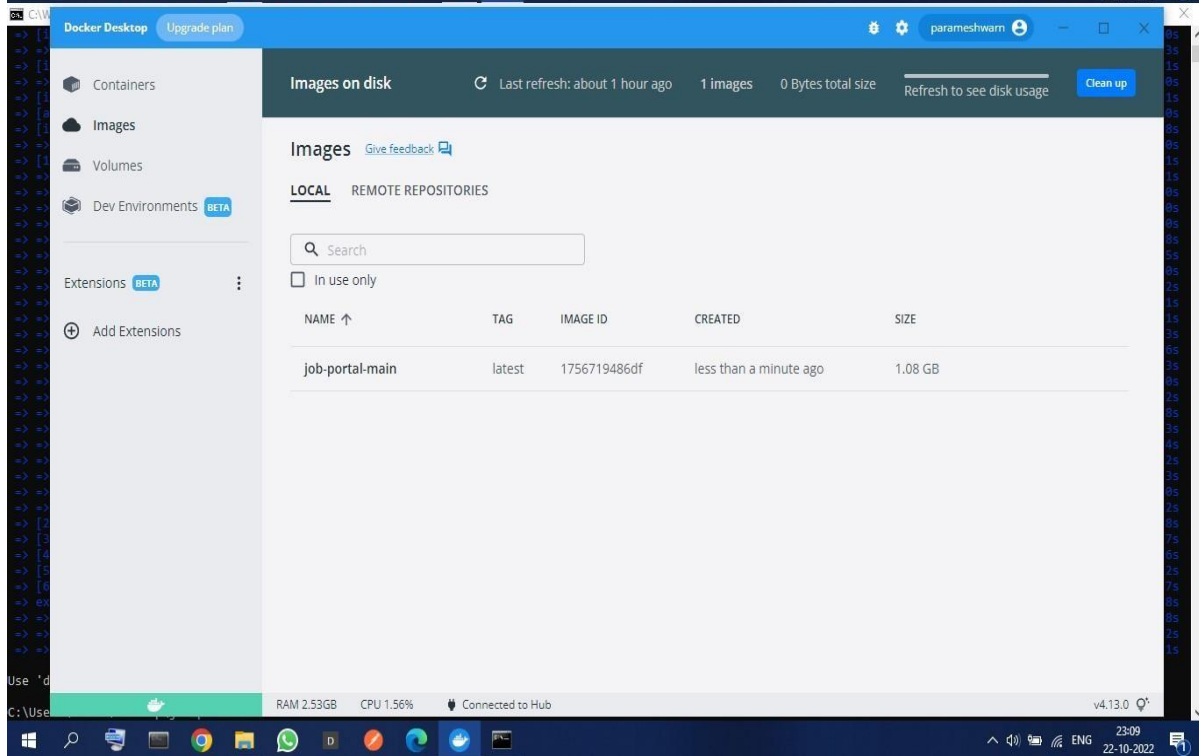 C:\W
Docker Desktop Upgrade plan parameshwarn
Containers
Images
Volumes
Dev Environments BETA
Extensions BETA
Add Extensions
Images on disk Last refresh: about 1 hour ago 1 images 0 Bytes total size Refresh to see disk usage Clean up
Images Give feedback
LOCAL REMOTE REPOSITORIES
Search
In use only
NAME TAG IMAGE ID CREATED SIZE
job-portal-main latest 1756719486df less than a minute ago 1.08 GB
Use 'd
C:\Use
RAM 2.53GB CPU 1.56% Connected to Hub v4.13.0
ENG
23:09
22-10-2022